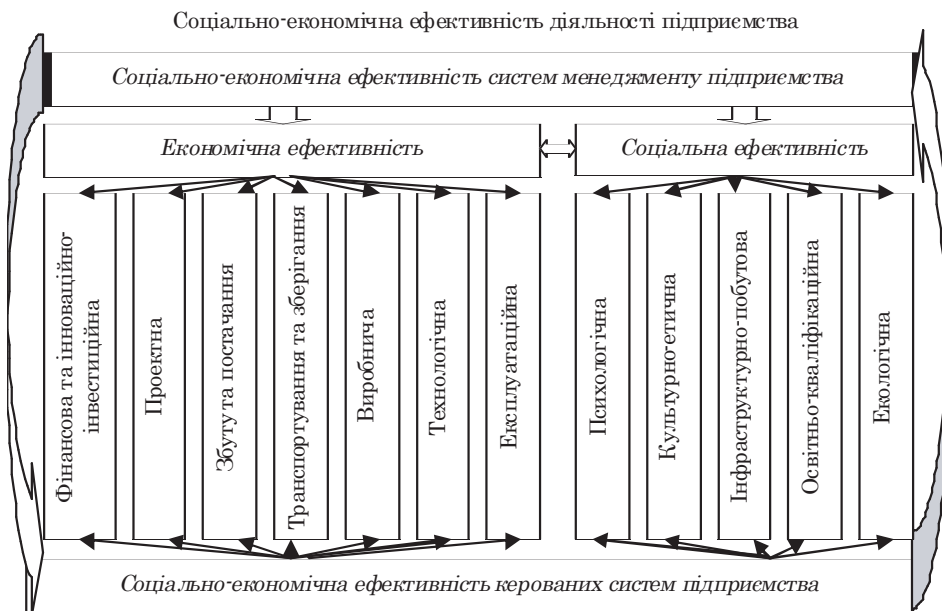 Соціально-економічна ефективність діяльності підприємства
Соціально-економічна ефективність систем менеджменту підприємства
Економічна ефективність
Соціальна ефективність
Фінансова та інноваційно-
інвестиційна
Проектна
Збуту та постачання
Транспортування та зберігання
Виробнича
Технологічна
Експлуатаційна
Психологічна
Культурно-етична
Інфраструктурно-побутова
Освітньо-кваліфікаційна
Екологічна
Соціально-економічна ефективність керованих систем підприємства